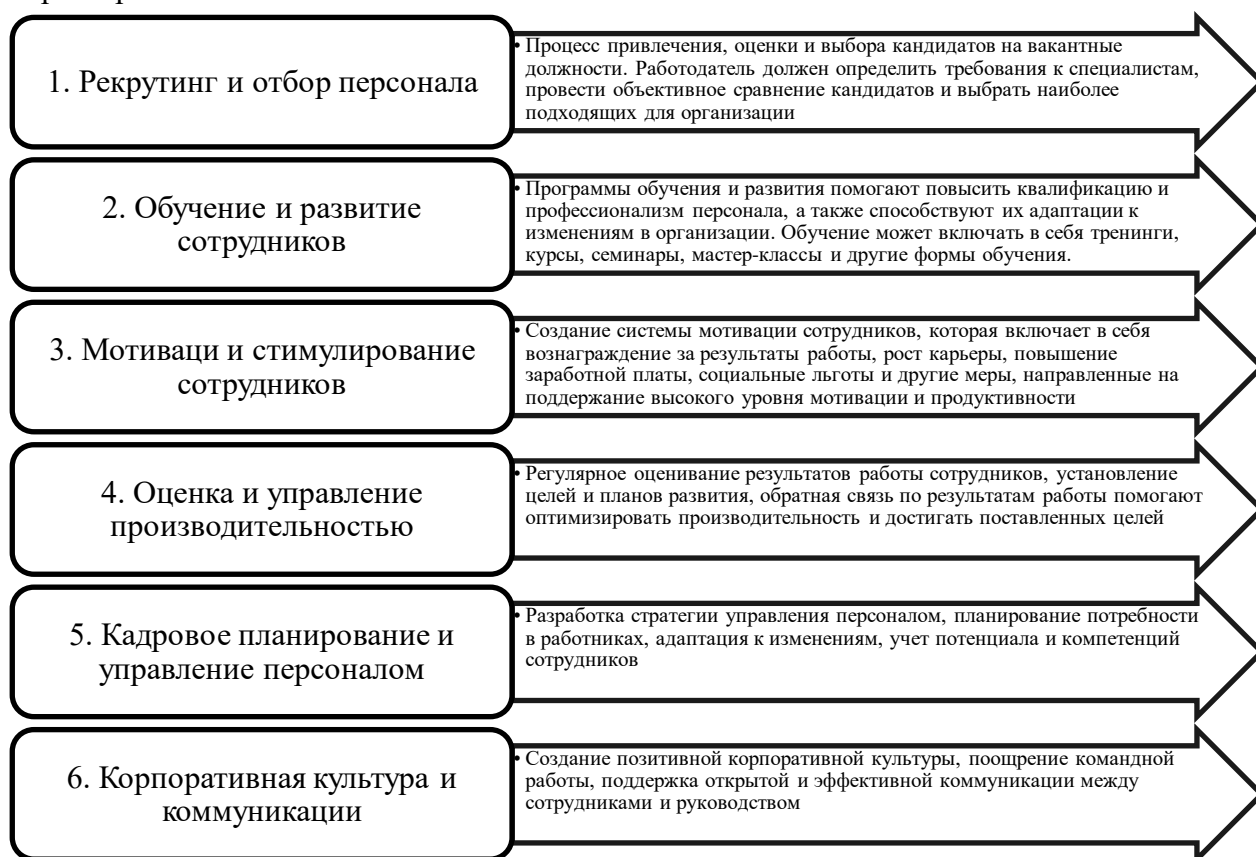 1. Рекрутинг и отбор персонала
• Процесс привлечения, оценки и выбора кандидатов на вакантные
должности. Работодатель должен определить требования к специалистам,
провести объективное сравнение кандидатов и выбрать наиболее
подходящих для организации
2. Обучение и развитие
сотрудников
• Программы обучения и развития помогают повысить квалификацию и
профессионализм персонала, а также способствуют их адаптации к
изменениям в организации. Обучение может включать в себя тренинги,
курсы, семинары, мастер-классы и другие формы обучения.
3. Мотиваци и стимулирование
сотрудников
• Создание системы мотивации сотрудников, которая включает в себя
вознаграждение за результаты работы, рост карьеры, повышение
заработной платы, социальные льготы и другие меры, направленные на
поддержание высокого уровня мотивации и продуктивности
4. Оценка и управление
производительностью
• Регулярное оценивание результатов работы сотрудников, установление
целей и планов развития, обратная связь по результатам работы помогают
оптимизировать производительность и достигать поставленных целей
5. Кадровое планирование и
управление персоналом
• Разработка стратегии управления персоналом, планирование потребности
в работниках, адаптация к изменениям, учет потенциала и компетенций
сотрудников
6. Корпоративная культура и
коммуникации
• Создание позитивной корпоративной культуры, поощрение командной
работы, поддержка открытой и эффективной коммуникации между
сотрудниками и руководством